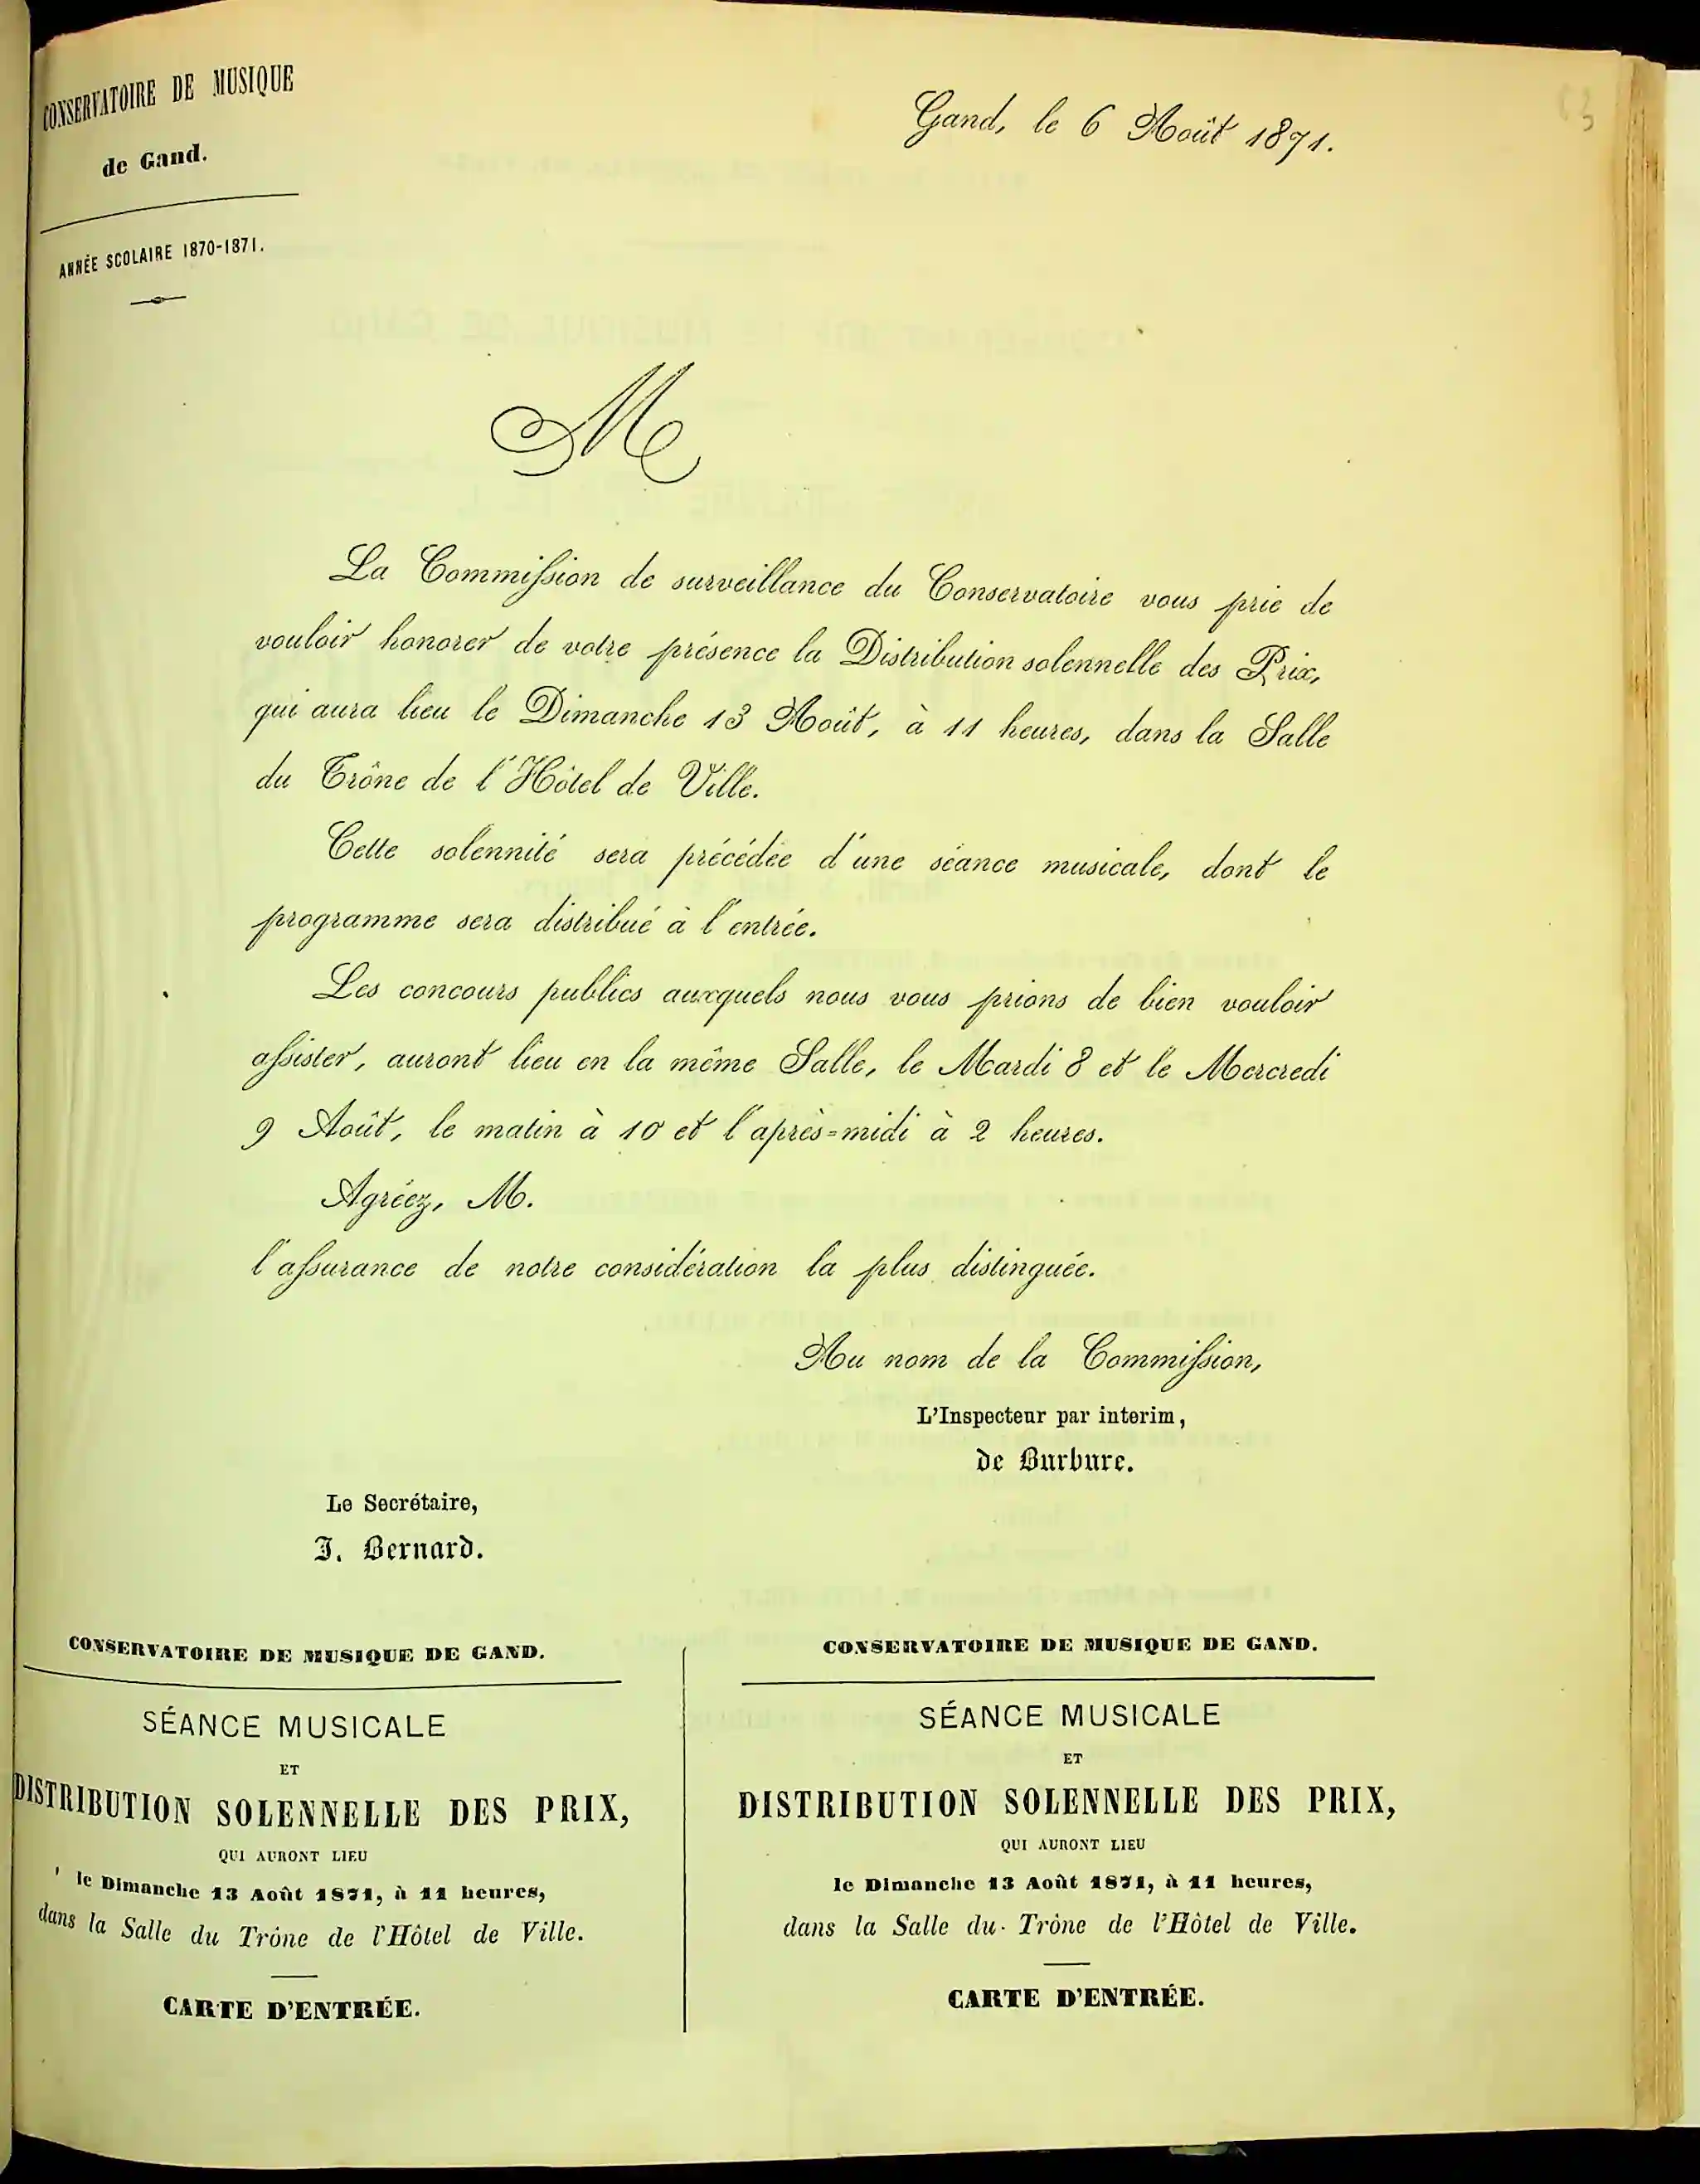 CONSERVATOIRE DE MUSIQUE
de Gand.
ANNÉE SCOLAIRE 1870-1871.
Gand, le 6 Août 1871.
63
M
La Commission de surveillance du Conservatoire vous prie de
vouloir honorer de votre présence la Distribution solennelle des Prix,
qui aura lieu le Dimanche 13 Août, à 11 heures, dans la Salle
du Trône de l'Hôtel de Ville.
Cette solennité sera précédée d'une séance musicale, dont le
programme sera distribué à l'entrée.
Les concours publics auxquels nous vous prions de bien vouloir
assister, auront lieu en la même Salle, le Mardi 8 et le Mercredi
9 Août, le matin à 10 et l'après-midi à 2 heures.
Agréez, M.
l'assurance de notre considération la plus distinguée.
Au nom de la Commission,
L'Inspecteur par interim,
de Burbure.
Le Secrétaire,
J. Bernard.
CONSERVATOIRE DE MUSIQUE DE GAND.
SÉANCE MUSICALE
ET
DISTRIBUTION SOLENNELLE DES PRIX,
QUI AURONT LIEU
le Dimanche 13 Août 1871, à 11 heures,
dans la Salle du Trône de l'Hôtel de Ville.
CARTE D'ENTRÉE.
CONSERVATOIRE DE MUSIQUE DE GAND.
SÉANCE MUSICALE
ET
DISTRIBUTION SOLENNELLE DES PRIX,
QUI AURONT LIEU
le Dimanche 13 Août 1871, à 11 heures,
dans la Salle du Trône de l'Hôtel de Ville.
CARTE D'ENTRÉE.